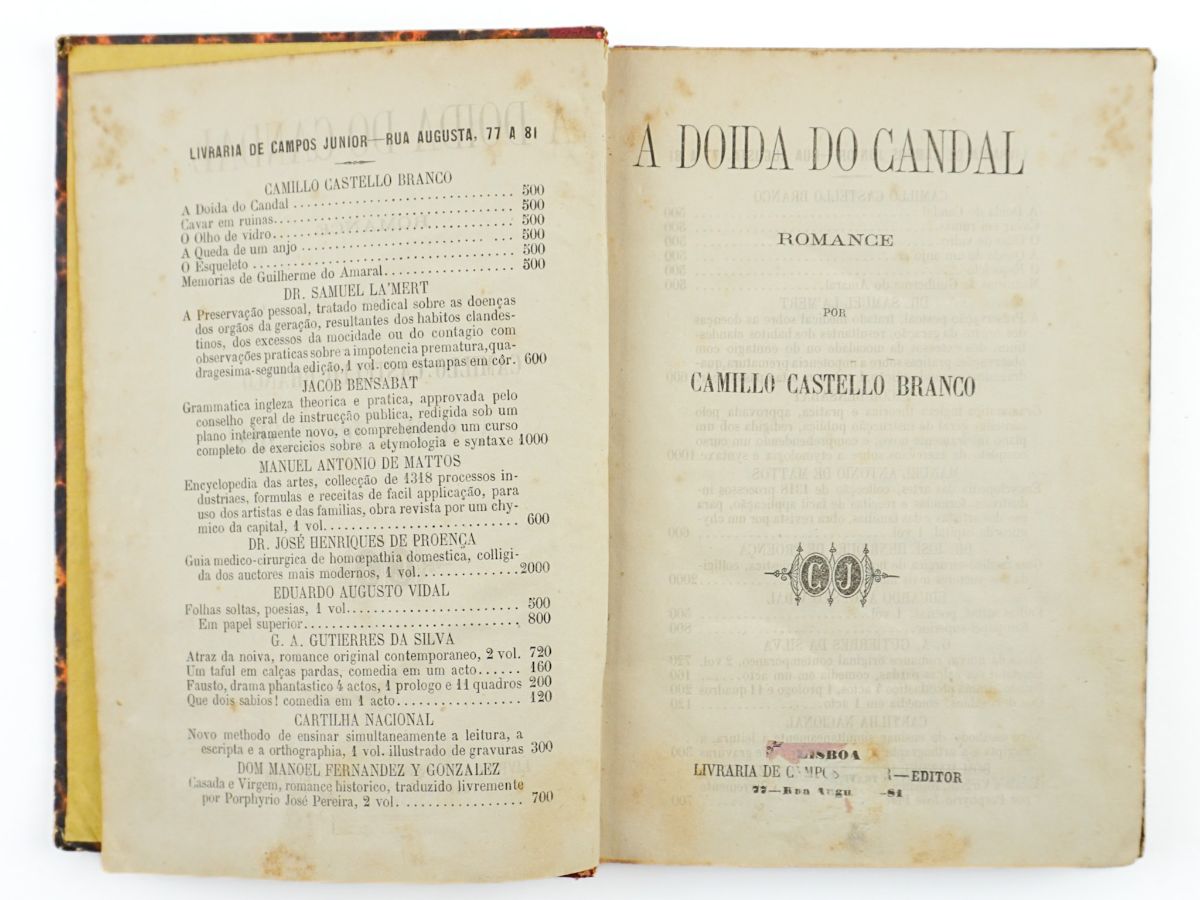 LIVRARIA DE CAMPOS JUNIOR—RUA AUGUSTA, 77 A 81
CAMILLO CASTELLO BRANCO
A Doida do Candal .............................. 500
Cavar em ruinas.............................. 500
O Olho de vidro.............................. 500
A Queda de um anjo .............................. 500
O Esqueleto .............................. 500
Memorias de Guilherme do Amaral.................. 500
DR. SAMUEL LA'MERT
A Preservação pessoal, tratado medical sobre as doenças
dos orgãos da geração, resultantes dos habitos clandes-
tinos, dos excessos da mocidade ou do contagio com
observações praticas sobre a impotencia prematura, qua-
dragesima-segunda edição, 1 vol. com estampas em côr. 600
JACOB BENSABAT
Grammatica ingleza theorica e pratica, approvada pelo
conselho geral de instrucção publica, redigida sob um
plano inteiramente novo, e comprehendendo um curso
completo de exercicios sobre a etymologia e syntaxe 1000
MANUEL ANTONIO DE MATTOS
Encyclopedia das artes, collecção de 1318 processos in-
dustriaes, formulas e receitas de facil applicação, para
uso dos artistas e das familias, obra revista por um chy-
mico da capital, 1 vol.............................. 600
DR. JOSÉ HENRIQUES DE PROENÇA
Guia medico-cirurgica de homœpathia domestica, colligi-
da dos auctores mais modernos, 1 vol..............2000
EDUARDO AUGUSTO VIDAL
Folhas soltas, poesias, 1 vol.............................. 500
Em papel superior.............................. 800
G. A. GUTIERRES DA SILVA
Atraz da noiva, romance original contemporaneo, 2 vol. 720
Um taful em calças pardas, comedia em um acto...... 160
Fausto, drama phantastico 4 actos, 1 prologo e 11 quadros 200
Que dois sabios! comedia em 1 acto.................. 120
CARTILHA NACIONAL
Novo methodo de ensinar simultaneamente a leitura, a
escripta e a orthographia, 1 vol. illustrado de gravuras 300
DOM MANOEL FERNANDEZ Y GONZALEZ
Casada e Virgem, romance historico, traduzido livremente
por Porphyrio José Pereira, 2 vol.................. 700
A DOIDA DO CANDAL
ROMANCE
POR
CAMILLO CASTELLO BRANCO
CJ
LISBOA
LIVRARIA DE CAMPOS R—EDITOR
77—Rua Augu —81